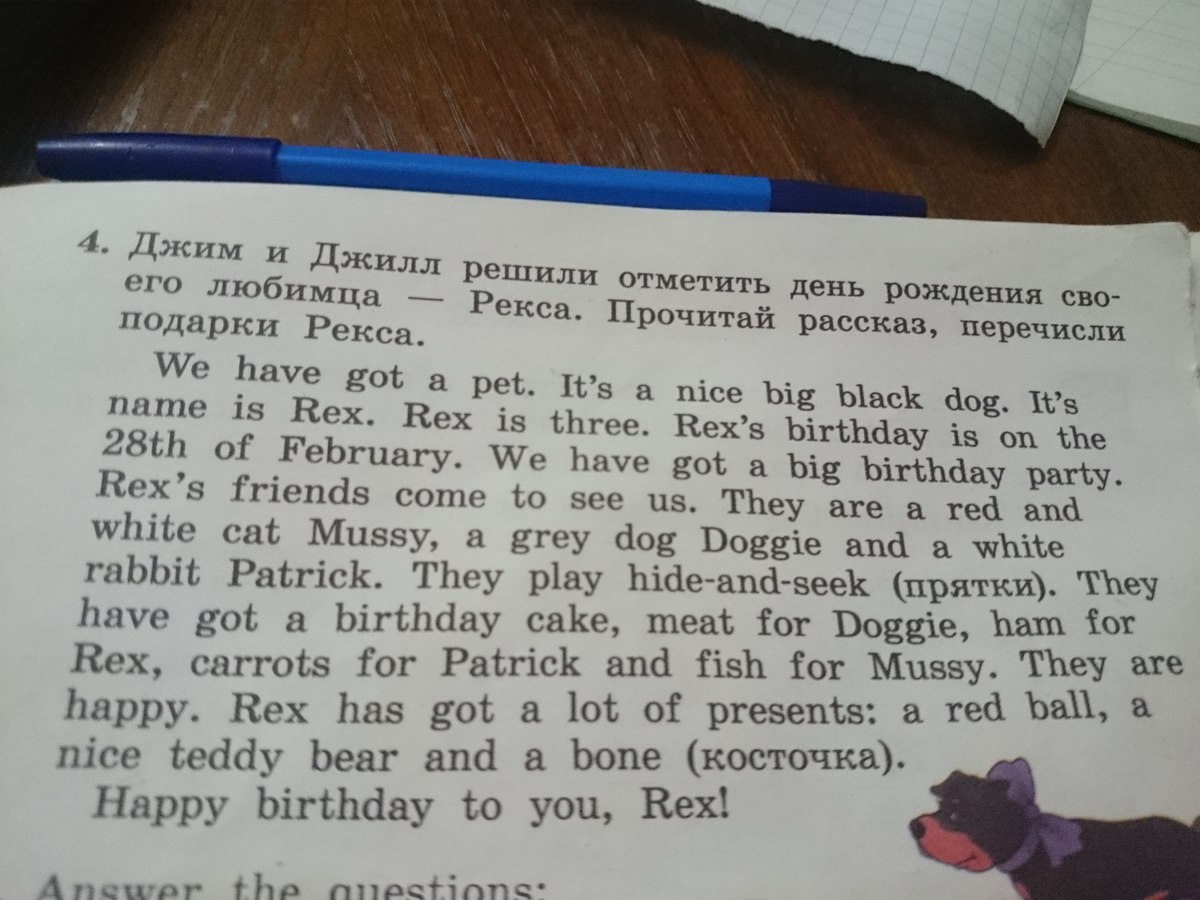 4. Джим и Джилл решили отметить день рождения сво-
его любимца — Рекса. Прочитай рассказ, перечисли
подарки Рекса.
We have got a pet. It's a nice big black dog. It's
name is Rex. Rex is three. Rex's birthday is on the
28th of February. We have got a big birthday party.
Rex's friends come to see us. They are a red and
white cat Mussy, a grey dog Doggie and a white
rabbit Patrick. They play hide-and-seek (прятки). They
have got a birthday cake, meat for Doggie, ham for
Rex, carrots for Patrick and fish for Mussy. They are
happy. Rex has got a lot of presents: a red ball, a
nice teddy bear and a bone (косточка).
Happy birthday to you, Rex!
Answer the questions: